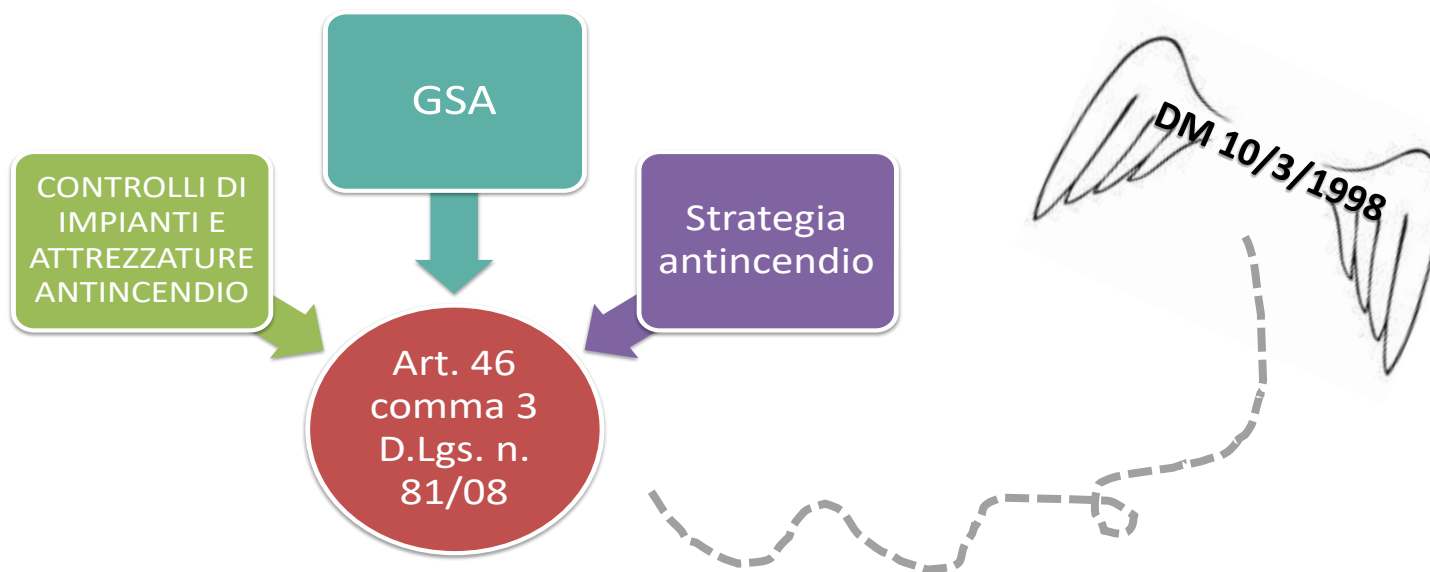 GSA
CONTROLLI DI
IMPIANTI E
ATTREZZATURE
ANTINCENDIO
Strategia
antincendio
Art. 46
comma 3
D.Lgs. n.
81/08
DM 10/3/1998